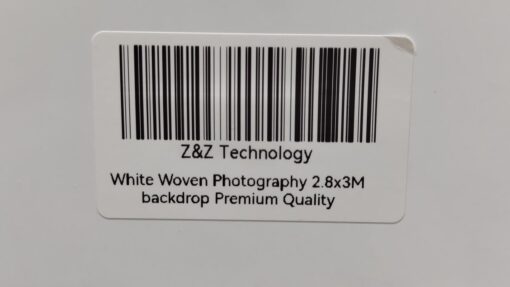 Z&Z Technology
White Woven Photography 2.8x3M
backdrop Premium Quality